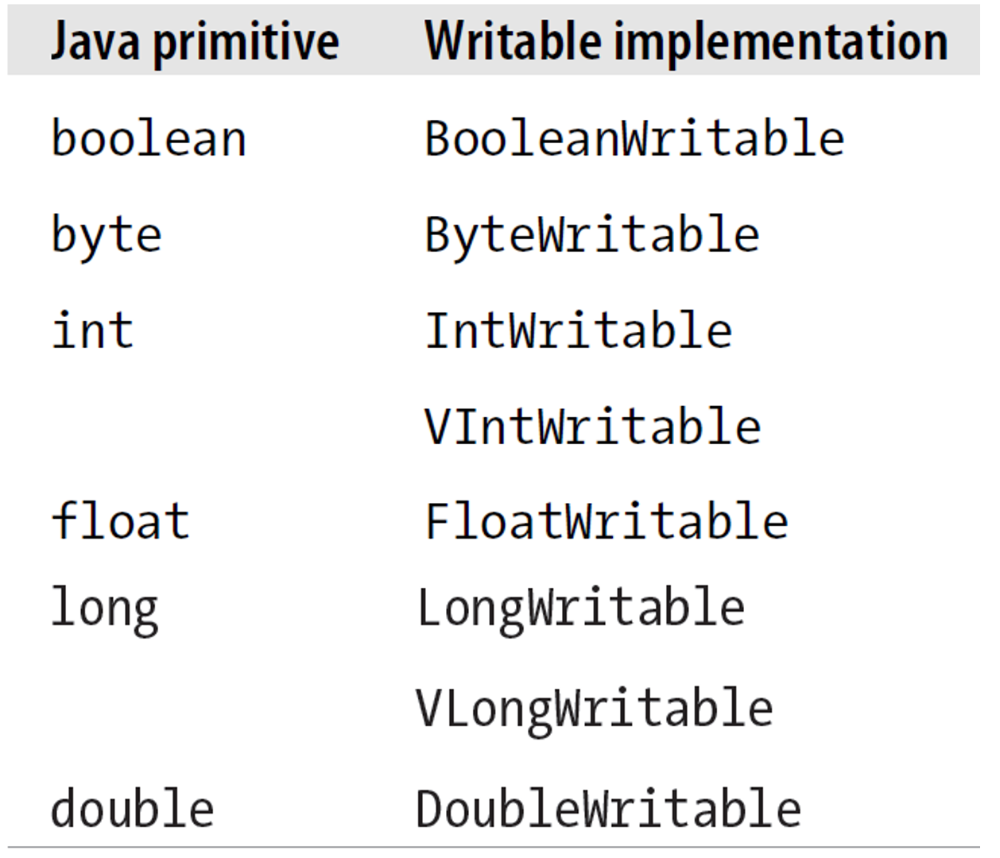 Java primitive Writable implementation
boolean BooleanWritable
byte ByteWritable
int IntWritable
VIntWritable
float FloatWritable
long LongWritable
VLongWritable
double DoubleWritable